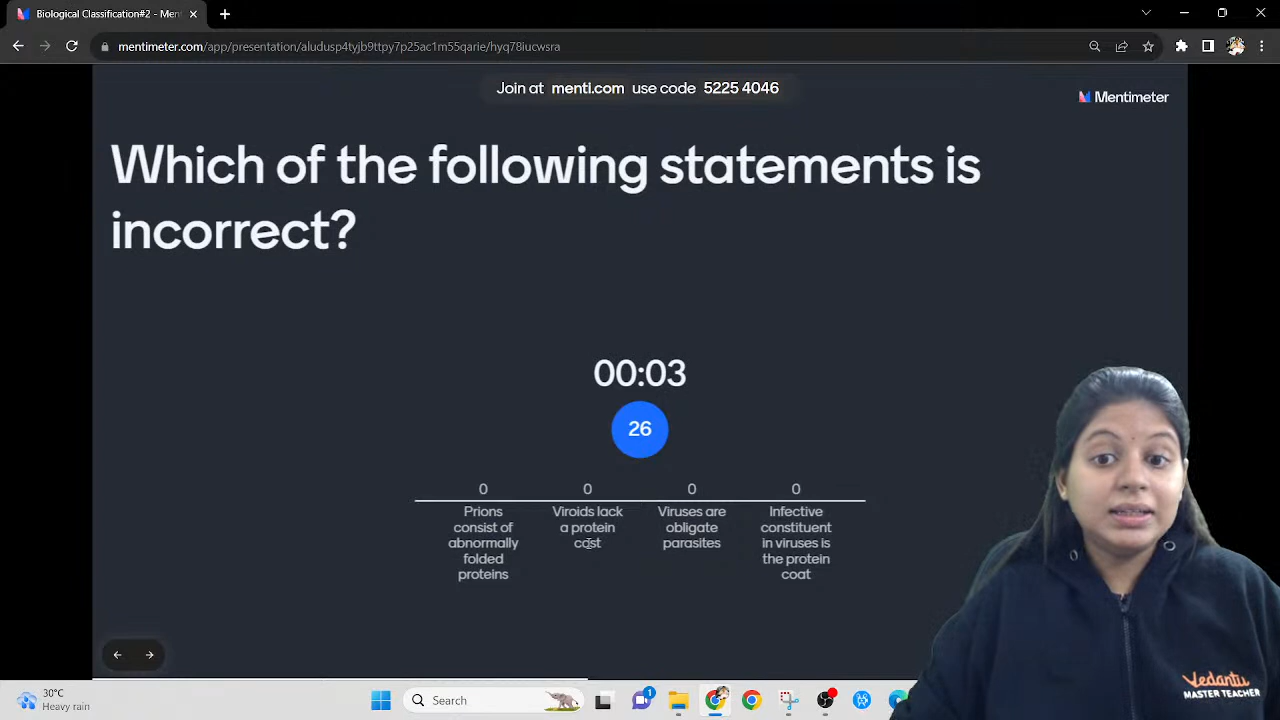 Biological Classification#2 - Menti
mentimeter.com/app/presentation/aludusp4tyjb9ttpy7p25ac1m55qarie/hyq78iucwsra
Join at menti.com use code 5225 4046
Mentimeter
Which of the following statements is
incorrect?
00:03
26
0
Prions
consist of
abnormally
folded
proteins
0
Viroids lack
a protein
cost
0
Viruses are
obligate
parasites
0
Infective
constituent
in viruses is
the protein
coat
30°C
Heavy rain
Search
1
Vedantu
MASTER TEACHER